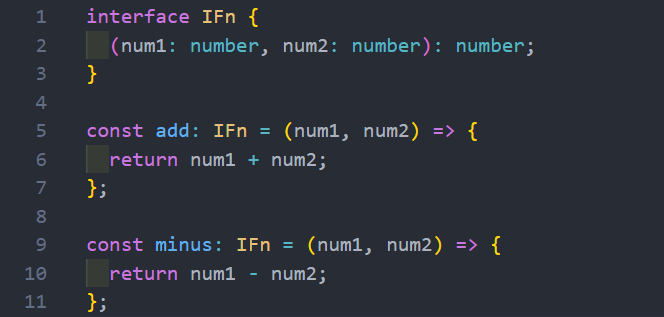 1 interface IFn {
2   (num1: number, num2: number): number;
3 }
4
5 const add: IFn = (num1, num2) => {
6   return num1 + num2;
7 };
8
9 const minus: IFn = (num1, num2) => {
10   return num1 - num2;
11 };